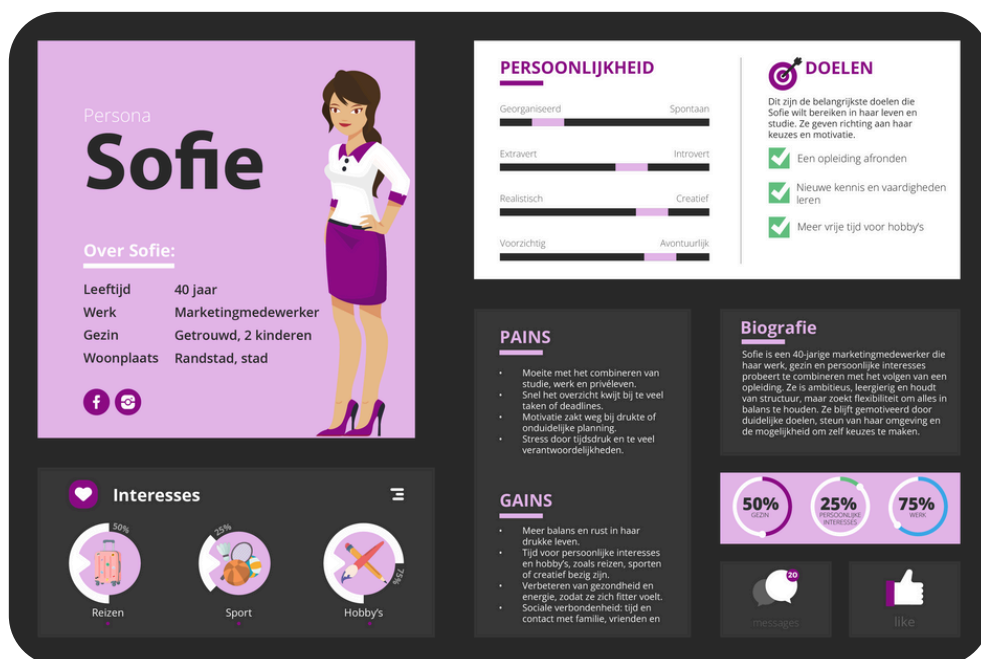 Persona
Sofie
Over Sofie:
Leeftijd 40 jaar
Werk Marketingmedewerker
Gezin Getrouwd, 2 kinderen
Woonplaats Randstad, stad
Interesses
50%
25%
75%
Reizen
Sport
Hobby's
PERSOONLIJKHEID
Georganiseerd Spontaan
Extravert Introvert
Realistisch Creatief
Voorzichtig Avontuurlijk
DOELEN
Dit zijn de belangrijkste doelen die
Sofie wilt bereiken in haar leven en
studie. Ze geven richting aan haar
keuzes en motivatie.
Een opleiding afronden
Nieuwe kennis en vaardigheden
leren
Meer vrije tijd voor hobby's
PAINS
• Moeite met het combineren van
studie, werk en privéleven.
• Snel het overzicht kwijt bij te veel
taken of deadlines.
• Motivatie zakt weg bij drukte of
onduidelijke planning.
• Stress door tijdsdruk en te veel
verantwoordelijkheden.
GAINS
• Meer balans en rust in haar
drukke leven.
• Tijd voor persoonlijke interesses
en hobby's, zoals reizen, sporten
of creatief bezig zijn.
• Verbeteren van gezondheid en
energie, zodat ze zich fitter voelt.
• Sociale verbondenheid: tijd en
contact met familie, vrienden en
Biografie
Sofie is een 40-jarige marketingmedewerker die
haar werk, gezin en persoonlijke interesses
probeert te combineren met het volgen van een
opleiding. Ze is ambitieus, leergierig en houdt
van structuur, maar zoekt flexibiliteit om alles in
balans te houden. Ze blijft gemotiveerd door
duidelijke doelen, steun van haar omgeving en
de mogelijkheid om zelf keuzes te maken.
50%
GEZIN
25%
PERSOONLIJKE
INTERESSES
75%
WERK
20
messages
like